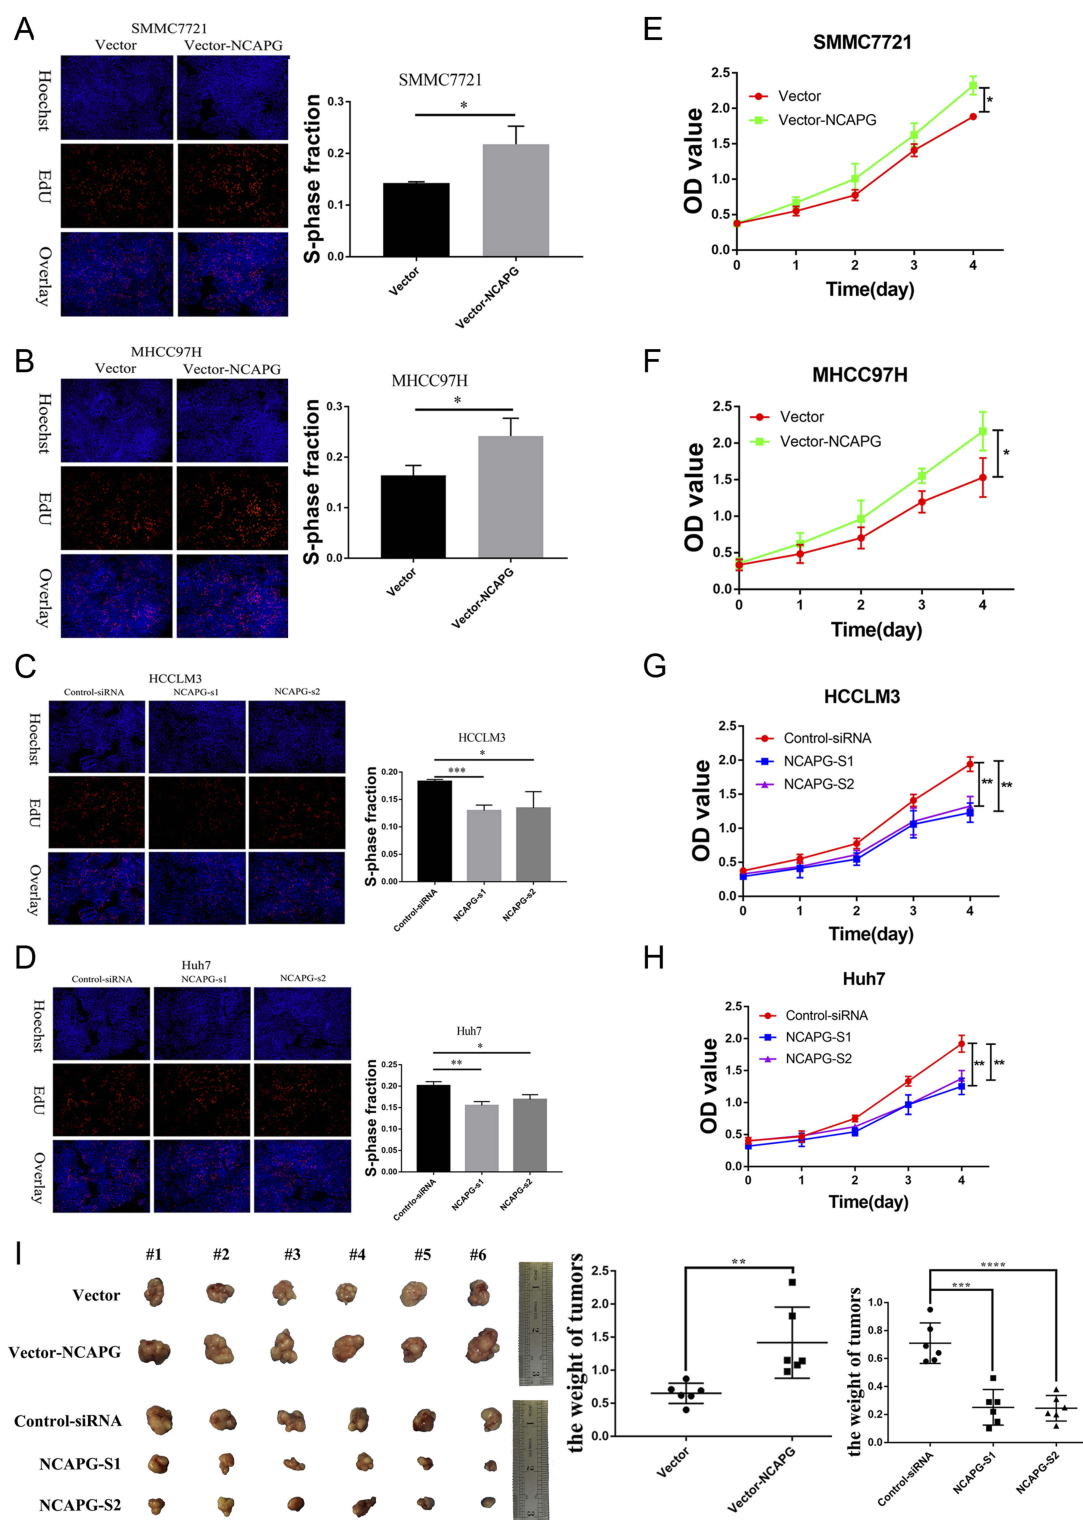 A
SMMC7721
Vector Vector-NCAPG
Hoechst
EdU
Overlay
SMMC7721
*
S-phase fraction
0.3
0.2
0.1
0.0
Vector
Vector-NCAPG
E
SMMC7721
Vector
Vector-NCAPG
*
OD value
2.5
2.0
1.5
1.0
0.5
0.0
0 1 2 3 4
Time(day)
B
MHCC97H
Vector Vector-NCAPG
Hoechst
EdU
Overlay
MHCC97H
*
S-phase fraction
0.3
0.2
0.1
0.0
Vector
Vector-NCAPG
F
MHCC97H
Vector
Vector-NCAPG
*
OD value
2.5
2.0
1.5
1.0
0.5
0.0
0 1 2 3 4
Time(day)
C
HCCLM3
Control-siRNA NCAPG-s1 NCAPG-s2
Hoechst
EdU
Overlay
HCCLM3
*
***
S-phase fraction
0.20
0.15
0.10
0.05
0.00
Control-siRNA
NCAPG-s1
NCAPG-s2
G
HCCLM3
Control-siRNA
NCAPG-S1
NCAPG-S2
** **
OD value
2.5
2.0
1.5
1.0
0.5
0.0
0 1 2 3 4
Time(day)
D
Huh7
Control-siRNA NCAPG-s1 NCAPG-s2
Hoechst
EdU
Overlay
Huh7
*
**
S-phase fraction
0.25
0.20
0.15
0.10
0.05
0.00
Contrlo-siRNA
NCAPG-s1
NCAPG-s2
H
Huh7
Control-siRNA
NCAPG-S1
NCAPG-S2
** **
OD value
2.5
2.0
1.5
1.0
0.5
0.0
0 1 2 3 4
Time(day)
I
#1 #2 #3 #4 #5 #6
Vector
Vector-NCAPG
Control-siRNA
NCAPG-S1
NCAPG-S2
1
2
3
1
2
3
**
the weight of tumors
2.5
2.0
1.5
1.0
0.5
0.0
Vector
Vector-NCAPG
****
***
the weight of tumors
1.0
0.8
0.6
0.4
0.2
0.0
Control-siRNA
NCAPG-S1
NCAPG-S2